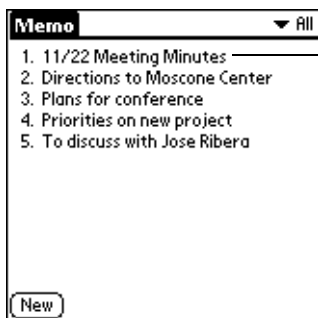 Memo All
1. 11/22 Meeting Minutes
2. Directions to Moscone Center
3. Plans for conference
4. Priorities on new project
5. To discuss with Jose Ribera
New